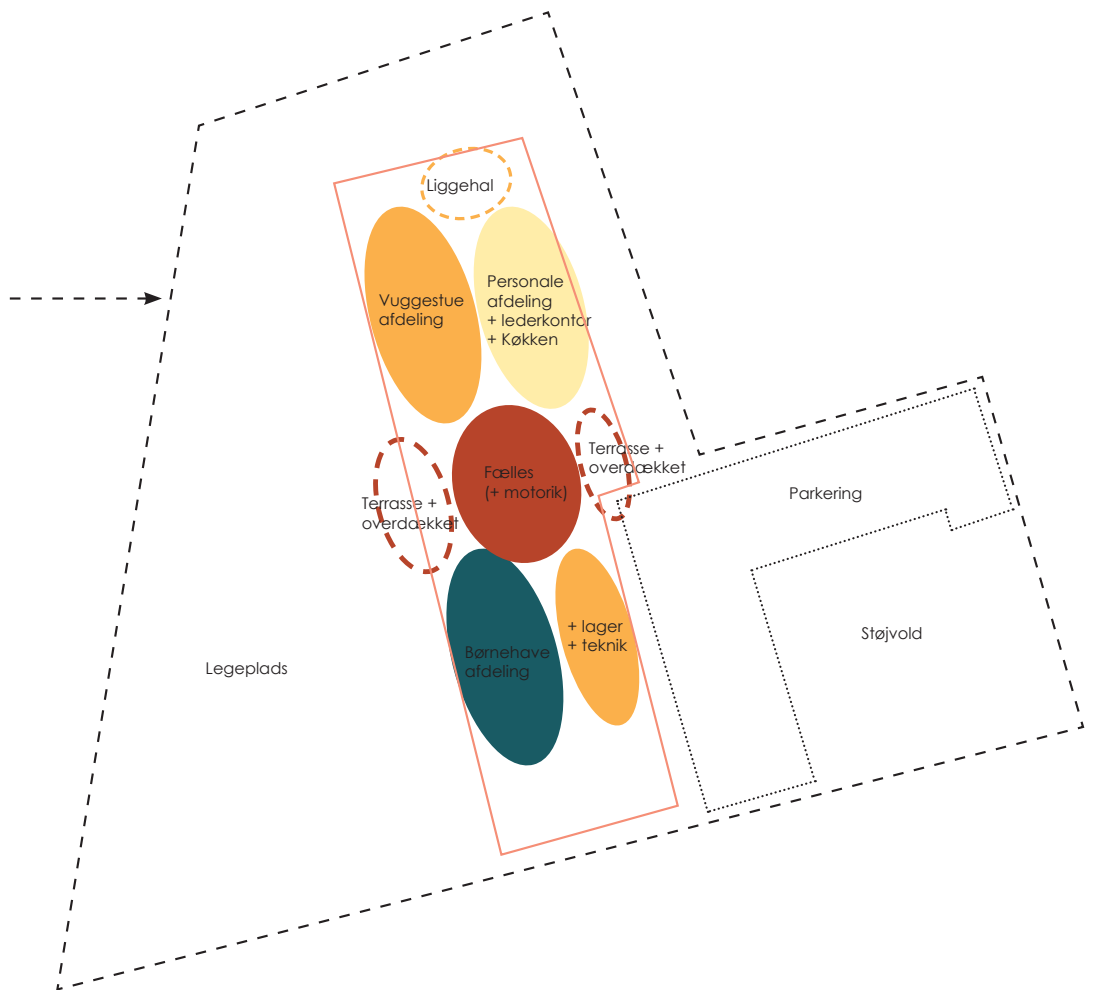 Liggehal
Vuggestue
afdeling
Personale
afdeling
+ lederkontor
+ Køkken
Terrasse +
overdækket
Fælles
(+ motorik)
Terrasse +
overdækket
Parkering
+ lager
+ teknik
Støjvold
Børnehave
afdeling
Legeplads